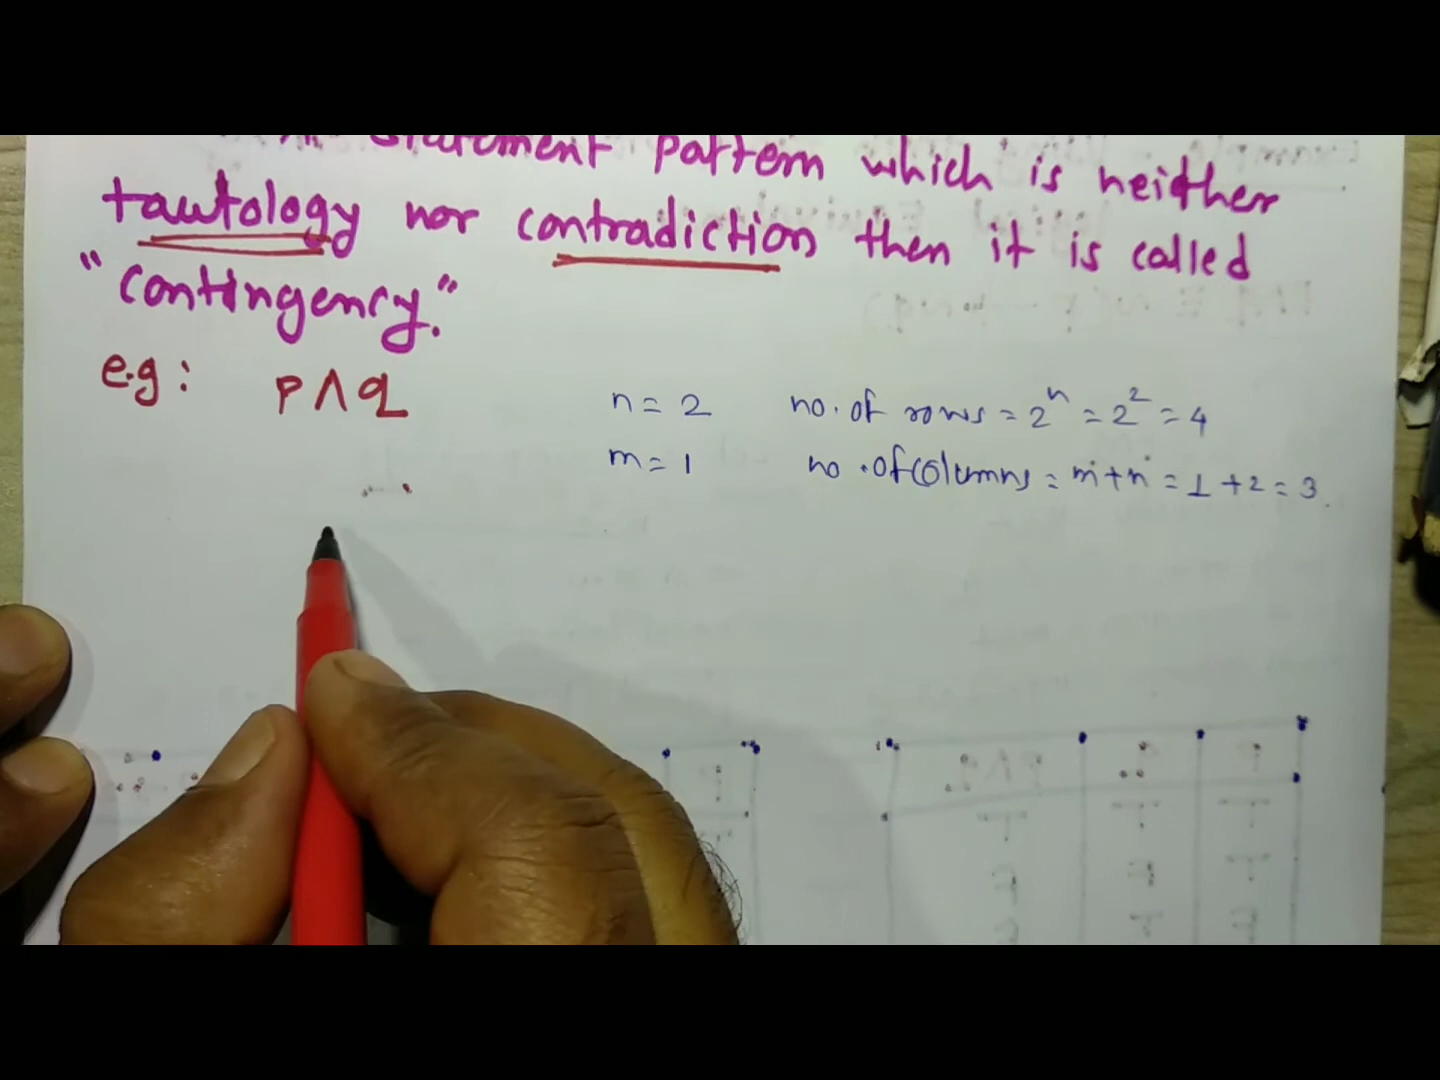 statement pattern which is neither
tautology nor contradiction then it is called
"contingency."
e.g: p∧q
n = 2 no. of rows = 2ⁿ = 2² = 4
m = 1 no. of columns = m+n = 1+2 = 3